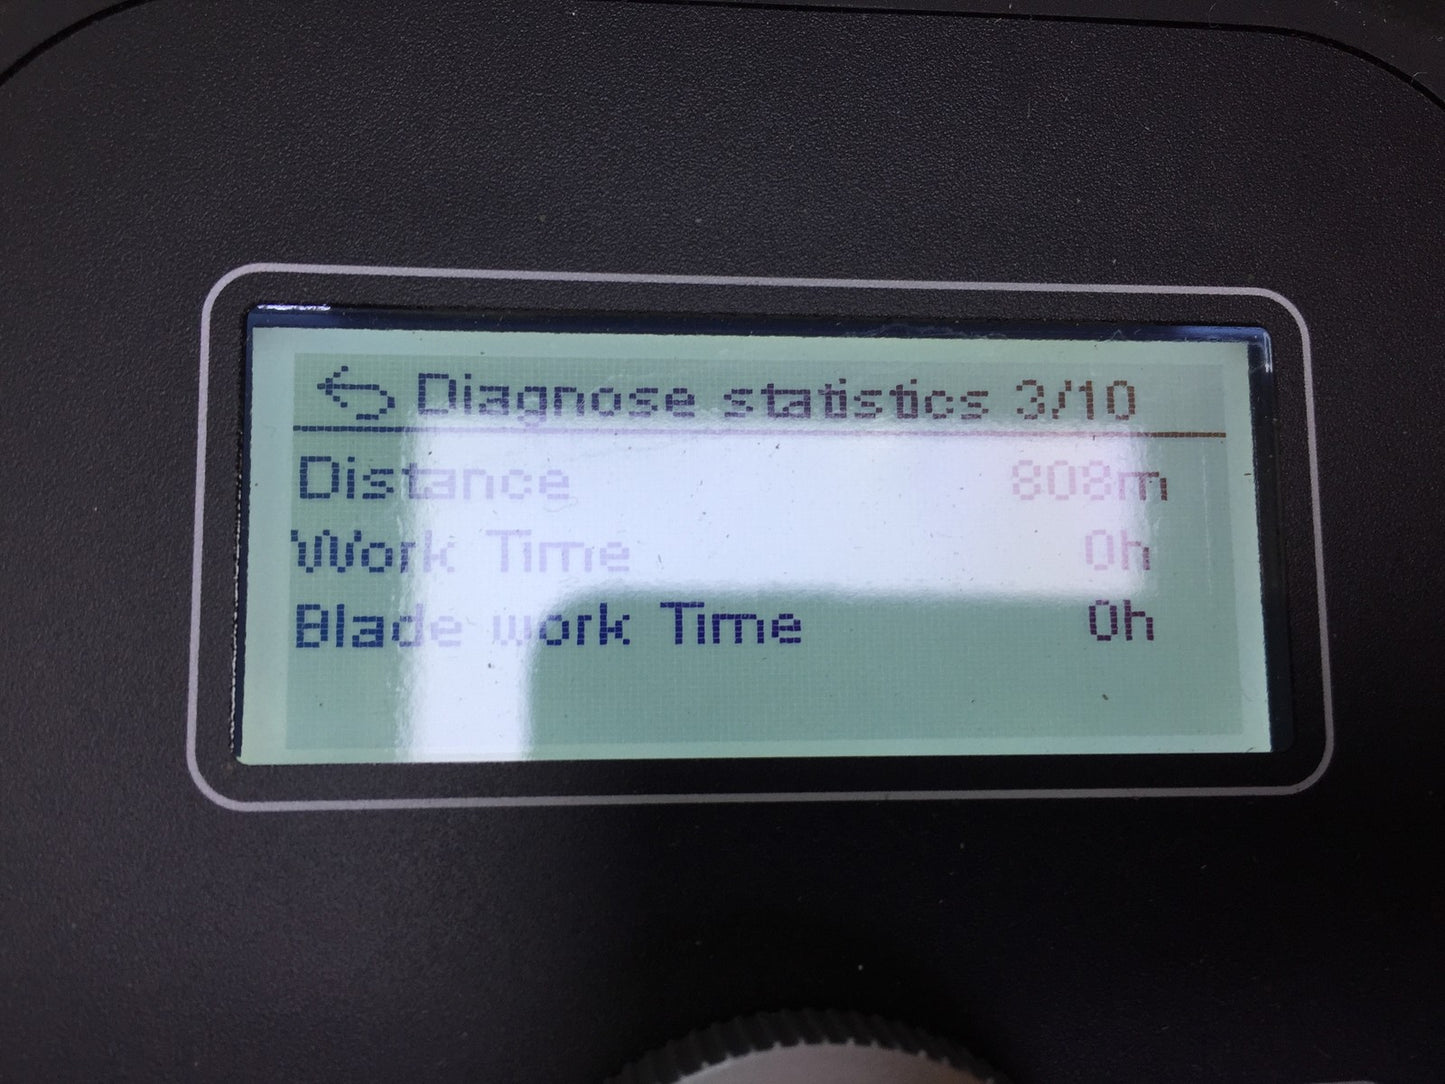 Diagnose statistics 3/10
Distance 808m
Work Time 0h
Blade work Time 0h